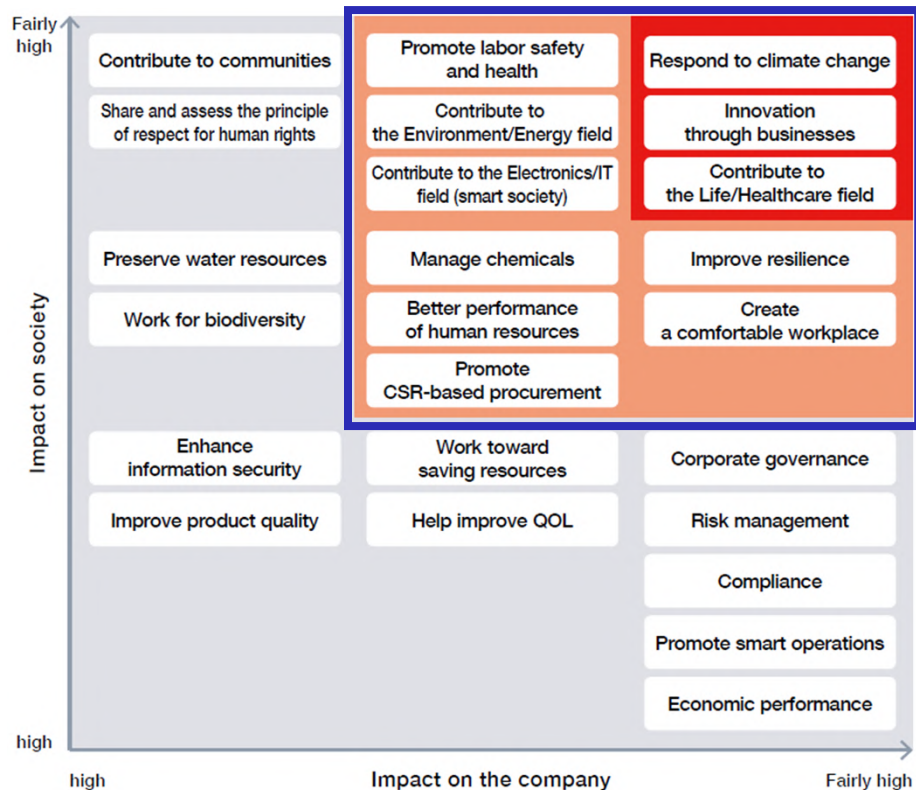 Fairly
high
Contribute to communities
Promote labor safety
and health
Respond to climate change
Share and assess the principle
of respect for human rights
Contribute to
the Environment/Energy field
Innovation
through businesses
Contribute to the Electronics/IT
field (smart society)
Contribute to
the Life/Healthcare field
Preserve water resources
Manage chemicals
Improve resilience
Work for biodiversity
Better performance
of human resources
Create
a comfortable workplace
Promote
CSR-based procurement
Impact on society
Enhance
information security
Work toward
saving resources
Corporate governance
Improve product quality
Help improve QOL
Risk management
Compliance
Promote smart operations
Economic performance
high
high
Impact on the company
Fairly high